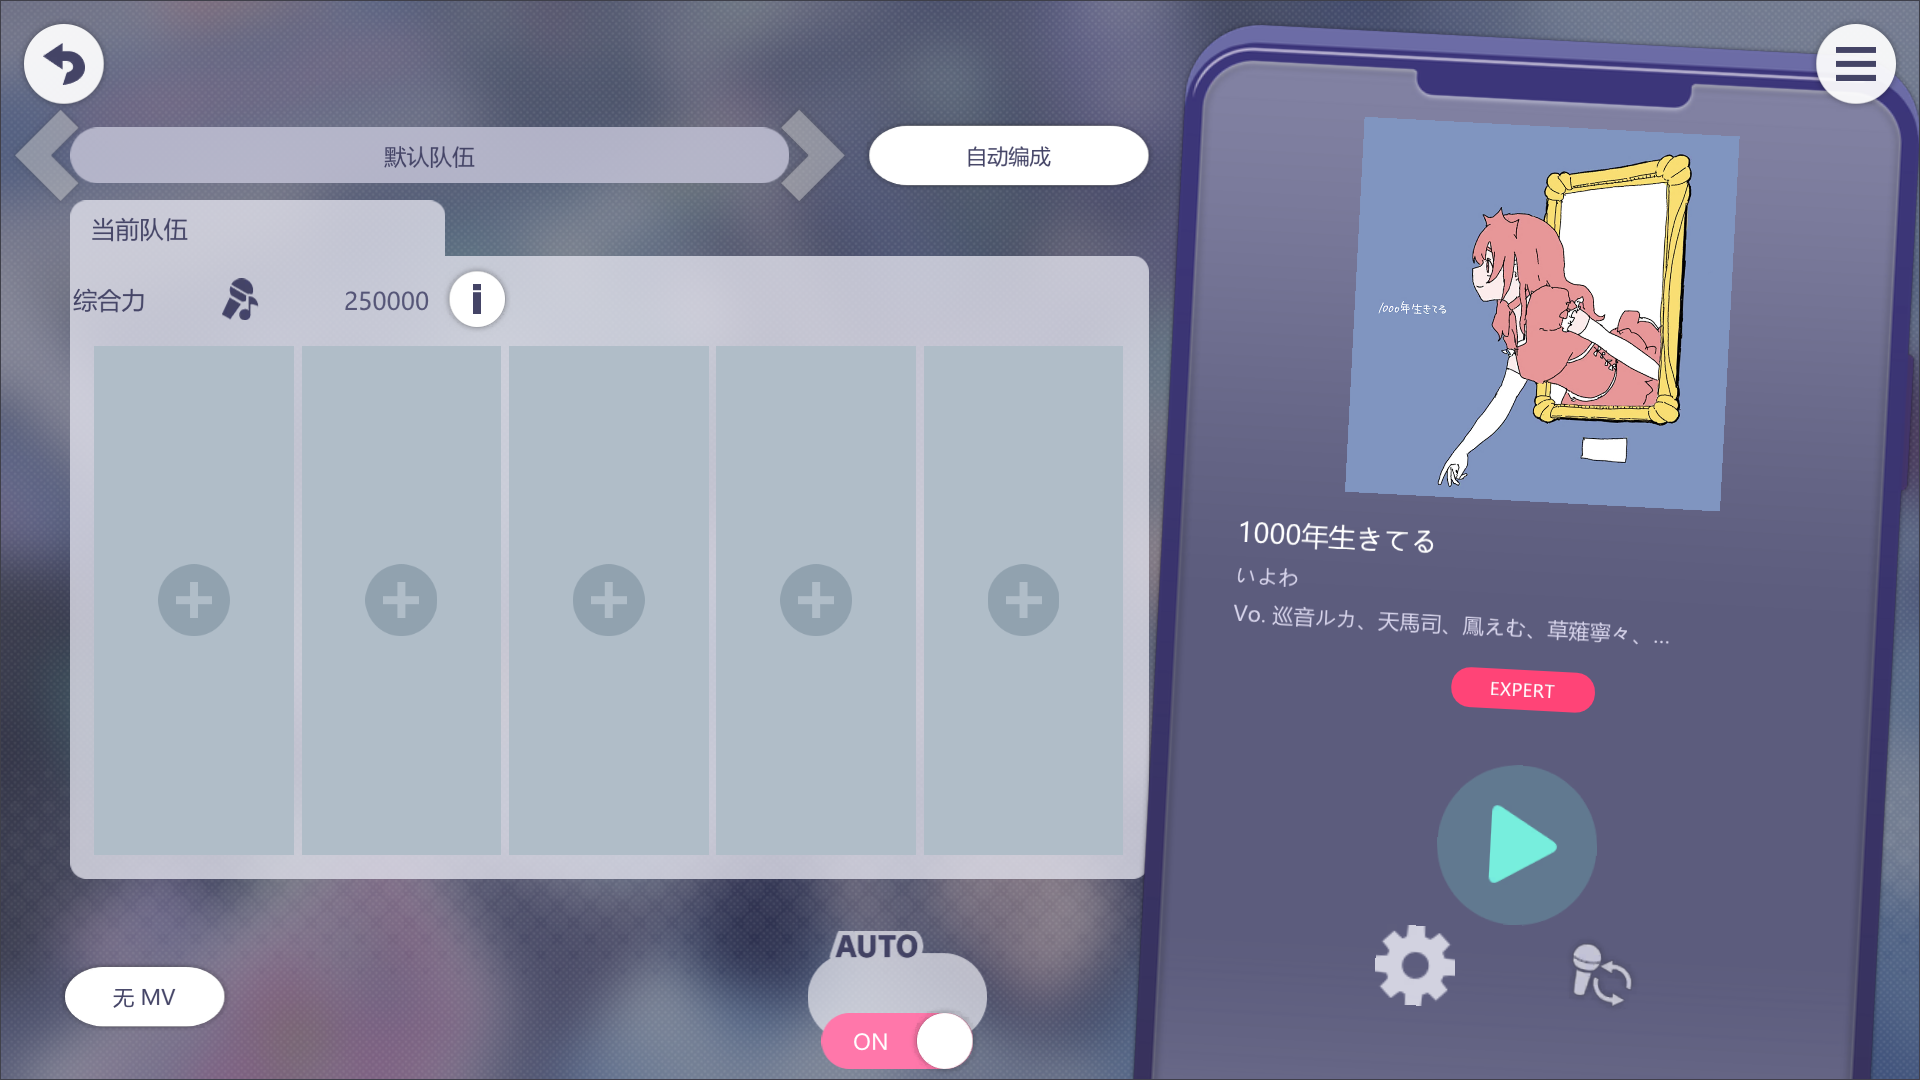 默认队伍
自动编成
当前队伍
综合力
250000
1000年生きてる
1000年生きてる
いよわ
Vo. 巡音ルカ、天馬司、鳳えむ、草薙寧々、...
EXPERT
AUTO
ON
无 MV